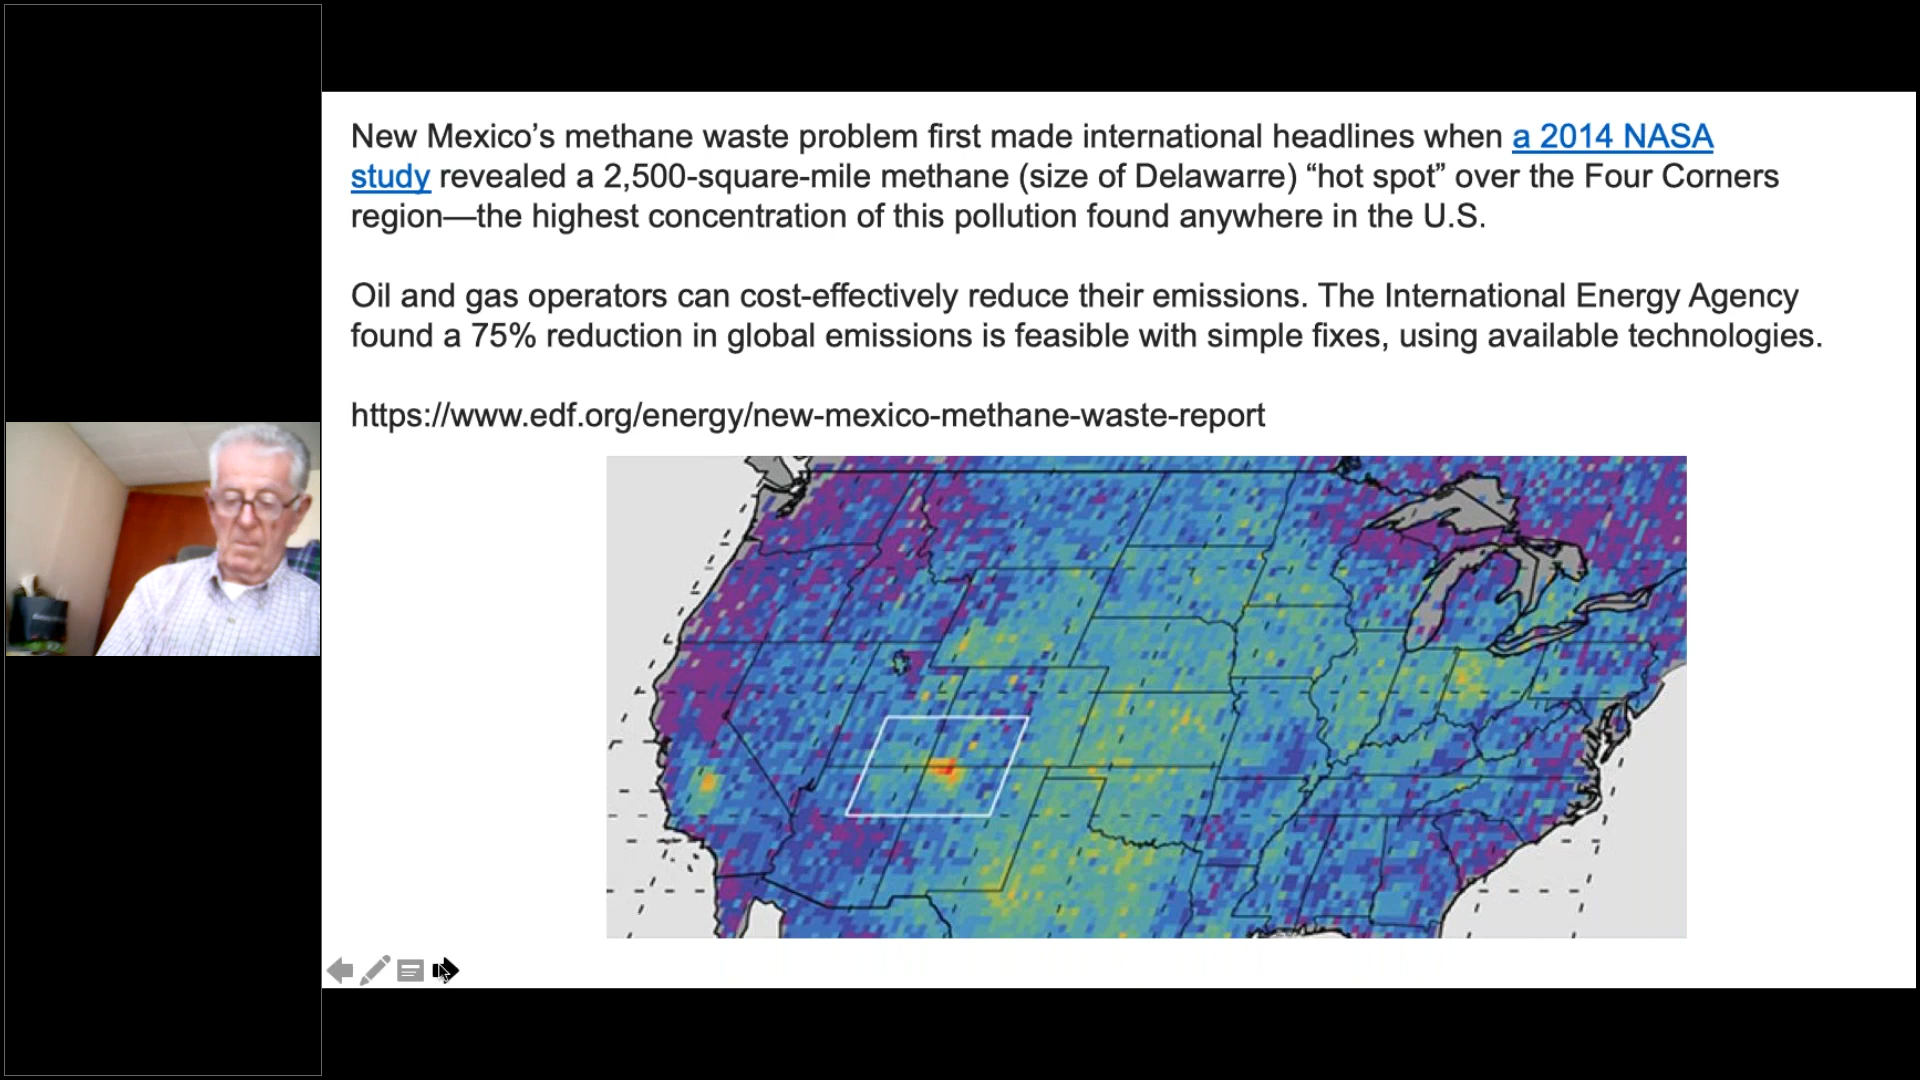 New Mexico’s methane waste problem first made international headlines when a 2014 NASA
study revealed a 2,500-square-mile methane (size of Delawarre) “hot spot” over the Four Corners
region—the highest concentration of this pollution found anywhere in the U.S.
Oil and gas operators can cost-effectively reduce their emissions. The International Energy Agency
found a 75% reduction in global emissions is feasible with simple fixes, using available technologies.
https://www.edf.org/energy/new-mexico-methane-waste-report